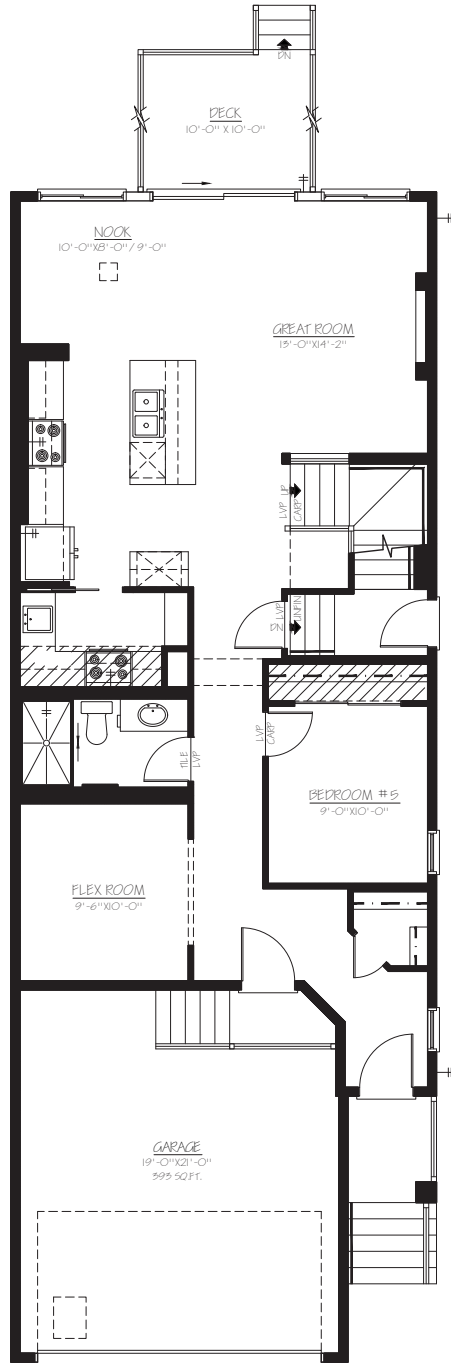 DN
DECK
10'-0" X 10'-0"
NOOK
10'-0"X8'-0" / 9'-0"
GREAT ROOM
13'-0"X14'-2"
LVP UP
CARP
DN LVP
UNFIN
LVP
CARP
TILE
LVP
BEDROOM #5
9'-0"X10'-0"
FLEX ROOM
9'-6"X10'-0"
GARAGE
19'-0"X21'-0"
393 SQ.FT.